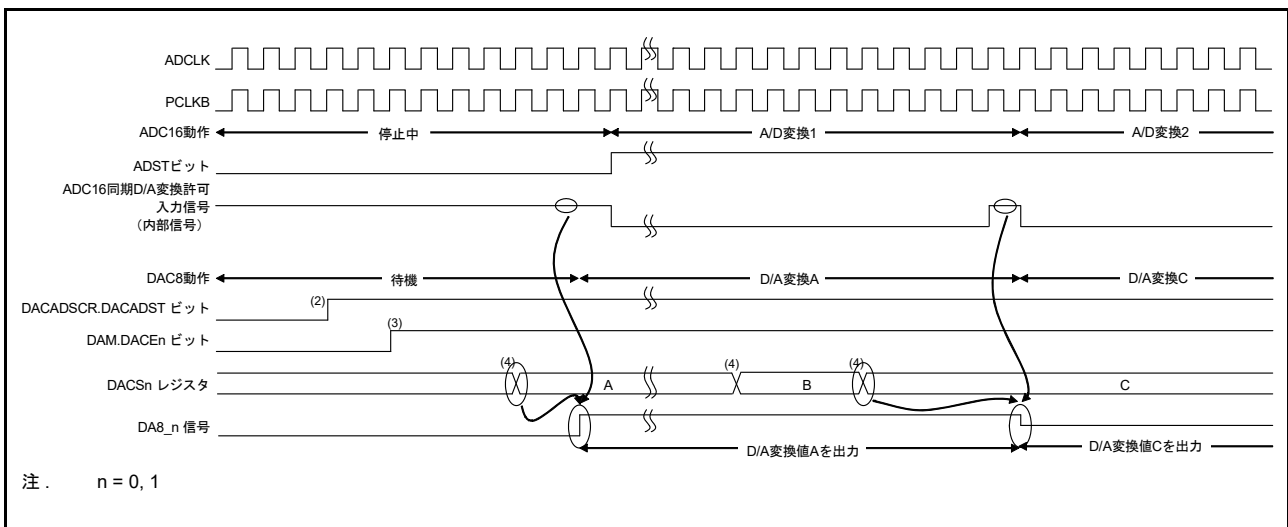 ADCLK
PCLKB
ADC16動作 停止中 A/D変換1 A/D変換2
ADSTビット
ADC16同期D/A変換許可
入力信号
（内部信号）
DAC8動作 待機 D/A変換A D/A変換C
DACADSCR.DACADST ビット (2)
DAM.DACEn ビット (3)
DACSn レジスタ (4) A (4) B (4) C
DA8_n 信号
D/A変換値Aを出力 D/A変換値Cを出力
注． n = 0, 1